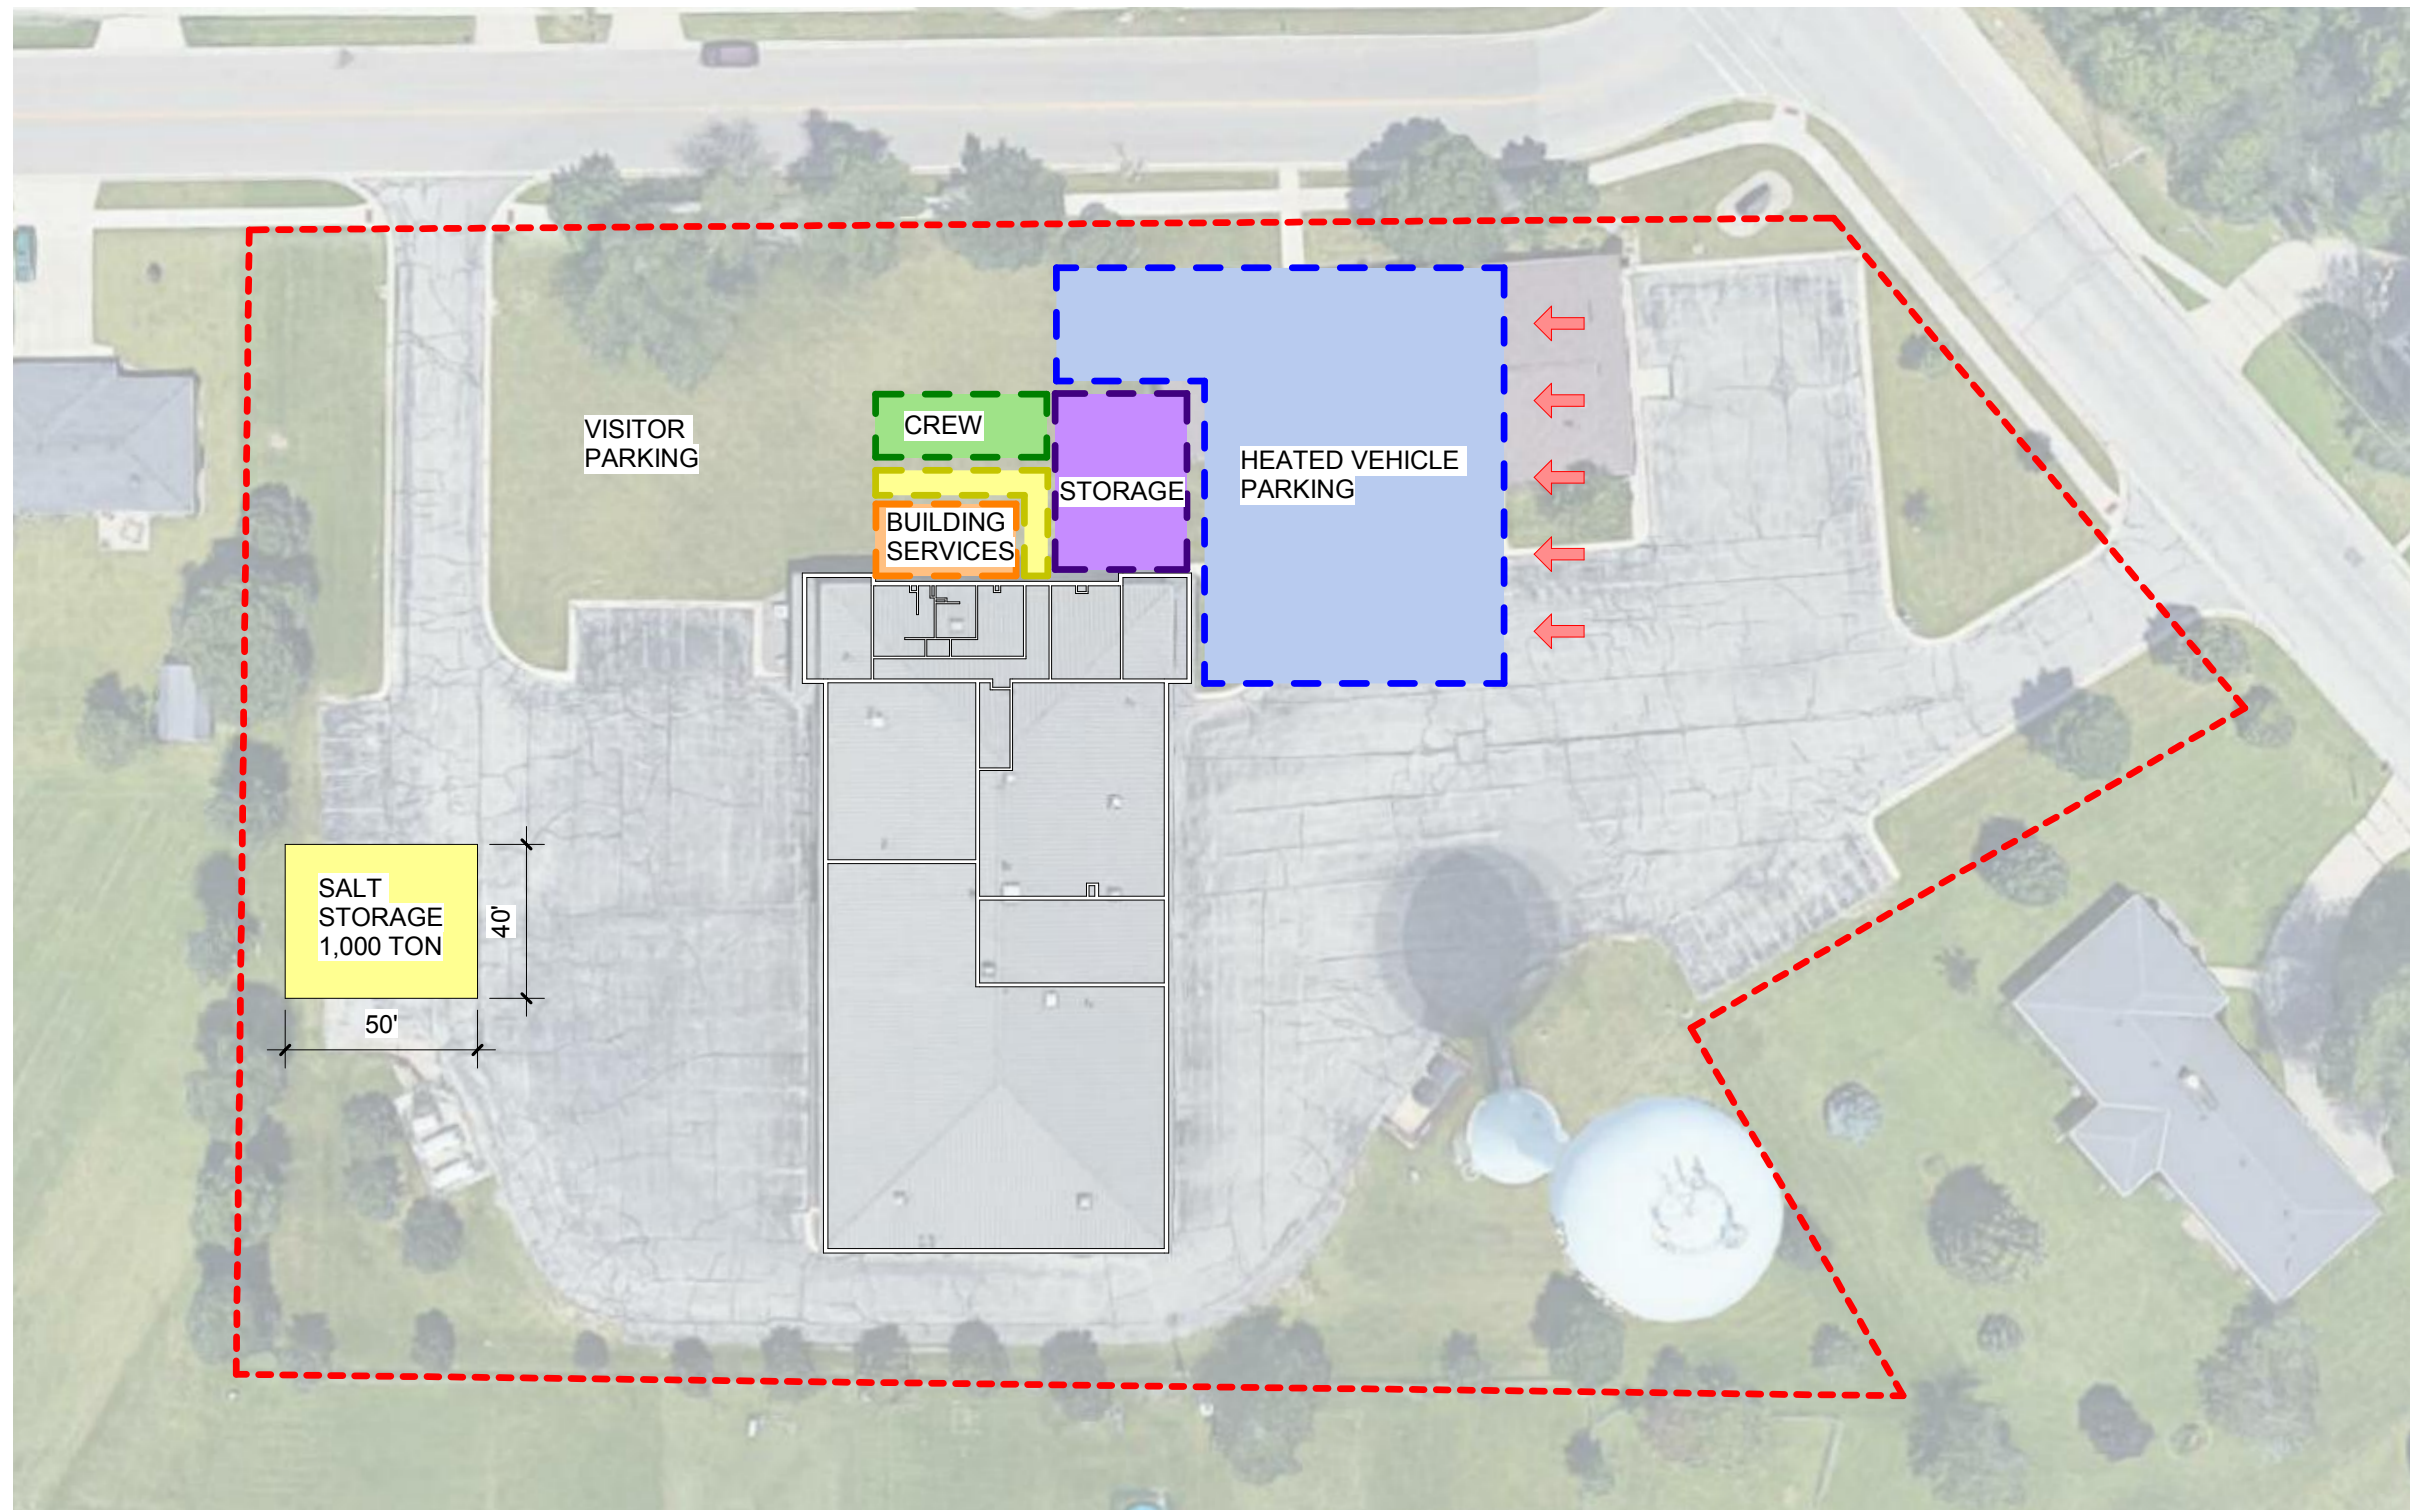 VISITOR
PARKING
CREW
STORAGE
HEATED VEHICLE
PARKING
BUILDING
SERVICES
SALT
STORAGE
1,000 TON
40'
50'